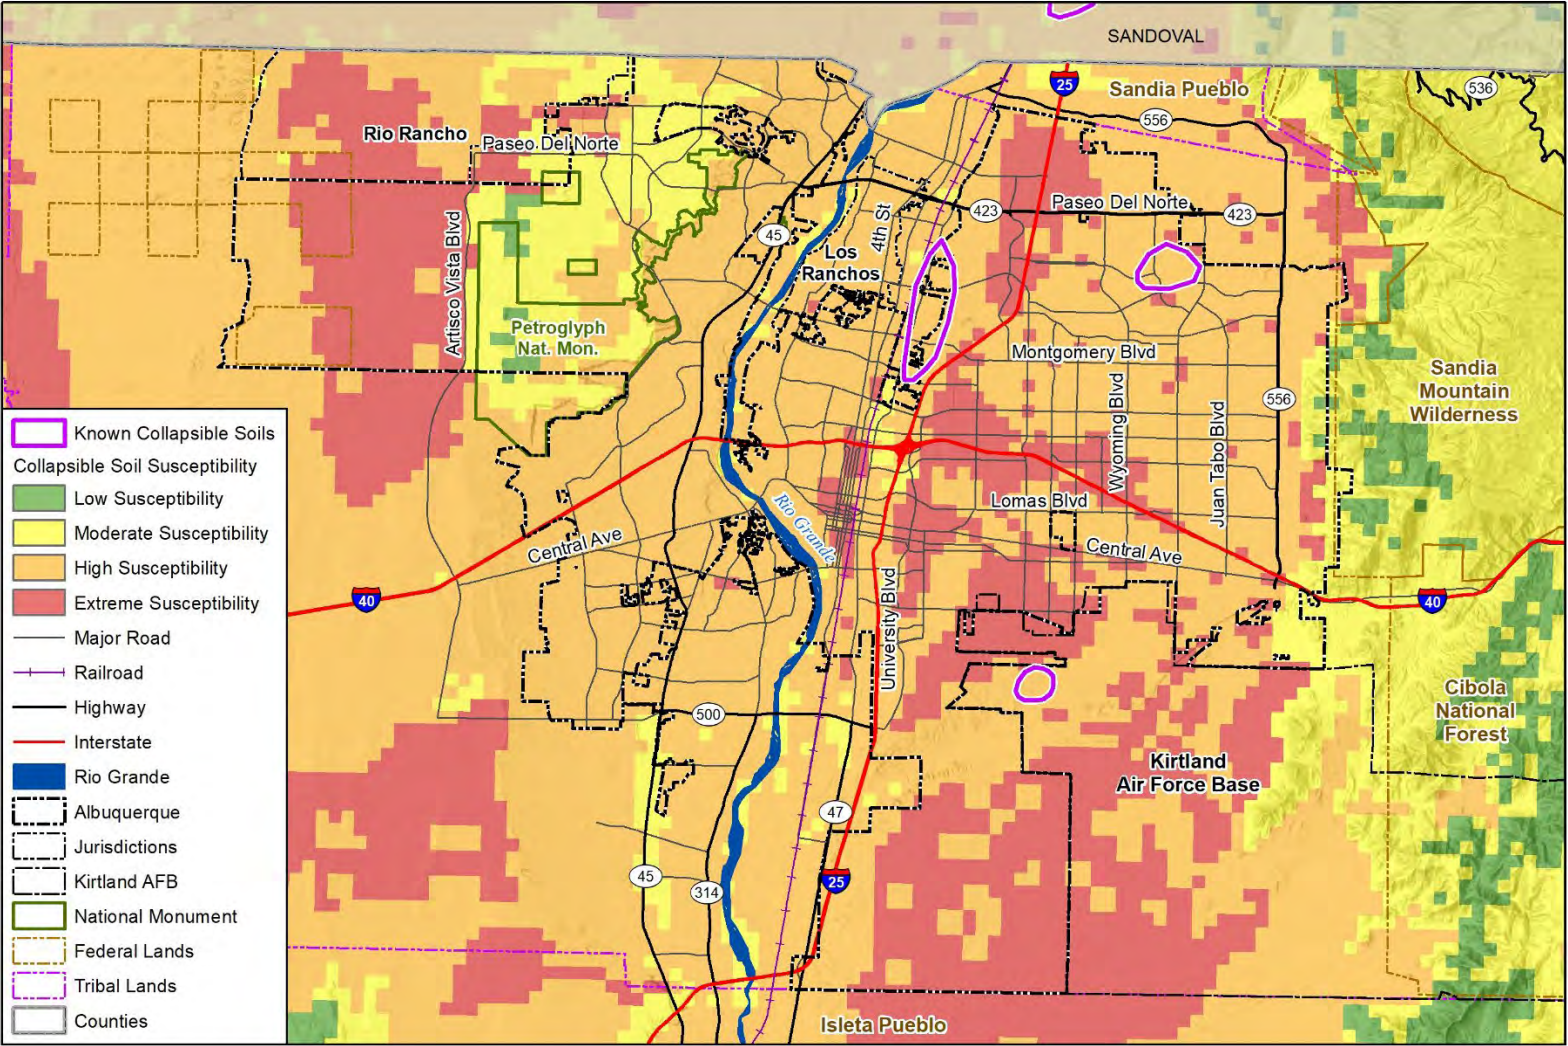 SANDOVAL
25
Sandia Pueblo
536
556
Rio Rancho
Paseo Del Norte
Paseo Del Norte
423
423
4th St
45
Los
Ranchos
Artisco Vista Blvd
Petroglyph
Nat. Mon.
Montgomery Blvd
Wyoming Blvd
Juan Tabo Blvd
556
Sandia
Mountain
Wilderness
Lomas Blvd
Rio Grande
Central Ave
Central Ave
40
40
University Blvd
500
Cibola
National
Forest
Kirtland
Air Force Base
47
45
314
25
Isleta Pueblo
Known Collapsible Soils
Collapsible Soil Susceptibility
Low Susceptibility
Moderate Susceptibility
High Susceptibility
Extreme Susceptibility
Major Road
Railroad
Highway
Interstate
Rio Grande
Albuquerque
Jurisdictions
Kirtland AFB
National Monument
Federal Lands
Tribal Lands
Counties